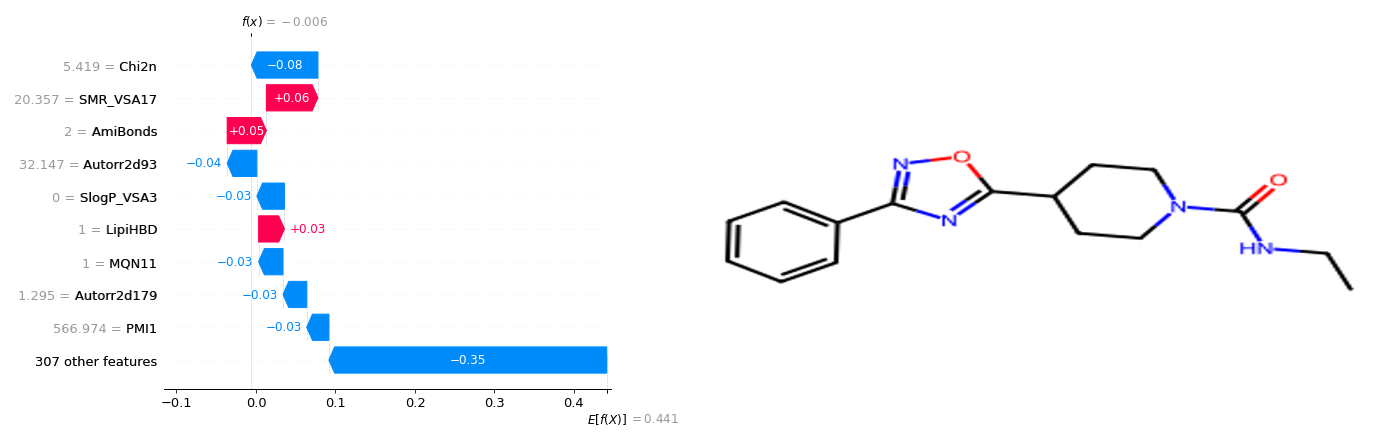 f(x) = −0.006
5.419 = Chi2n
−0.08
20.357 = SMR_VSA17
+0.06
2 = AmiBonds
+0.05
32.147 = Autorr2d93
−0.04
0 = SlogP_VSA3
−0.03
1 = LipiHBD
+0.03
1 = MQN11
−0.03
1.295 = Autorr2d179
−0.03
566.974 = PMI1
−0.03
307 other features
−0.35
−0.1 0.0 0.1 0.2 0.3 0.4
E[f(X)] = 0.441
N O
N
N
O
HN